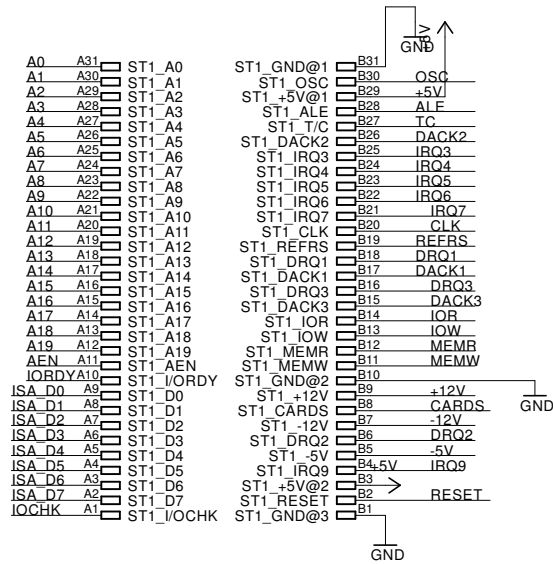 GND +5V
A0 A31 ST1_A0 ST1_GND@1 B31
A1 A30 ST1_A1 ST1_OSC B30 OSC
A2 A29 ST1_A2 ST1_+5V@1 B29 +5V
A3 A28 ST1_A3 ST1_ALE B28 ALE
A4 A27 ST1_A4 ST1_T/C B27 TC
A5 A26 ST1_A5 ST1_DACK2 B26 DACK2
A6 A25 ST1_A6 ST1_IRQ3 B25 IRQ3
A7 A24 ST1_A7 ST1_IRQ4 B24 IRQ4
A8 A23 ST1_A8 ST1_IRQ5 B23 IRQ5
A9 A22 ST1_A9 ST1_IRQ6 B22 IRQ6
A10 A21 ST1_A10 ST1_IRQ7 B21 IRQ7
A11 A20 ST1_A11 ST1_CLK B20 CLK
A12 A19 ST1_A12 ST1_REFRS B19 REFRS
A13 A18 ST1_A13 ST1_DRQ1 B18 DRQ1
A14 A17 ST1_A14 ST1_DACK1 B17 DACK1
A15 A16 ST1_A15 ST1_DRQ3 B16 DRQ3
A16 A15 ST1_A16 ST1_DACK3 B15 DACK3
A17 A14 ST1_A17 ST1_IOR B14 IOR
A18 A13 ST1_A18 ST1_IOW B13 IOW
A19 A12 ST1_A19 ST1_MEMR B12 MEMR
AEN A11 ST1_AEN ST1_MEMW B11 MEMW
IORDY A10 ST1_I/ORDY ST1_GND@2 B10
ISA_D0 A9 ST1_D0 ST1_+12V B9 +12V GND
ISA_D1 A8 ST1_D1 ST1_CARDS B8 CARDS
ISA_D2 A7 ST1_D2 ST1_-12V B7 -12V
ISA_D3 A6 ST1_D3 ST1_DRQ2 B6 DRQ2
ISA_D4 A5 ST1_D4 ST1_-5V B5 -5V
ISA_D5 A4 ST1_D5 ST1_IRQ9 B4 +5V IRQ9
ISA_D6 A3 ST1_D6 ST1_+5V@2 B3
ISA_D7 A2 ST1_D7 ST1_RESET B2 RESET
IOCHK A1 ST1_I/OCHK ST1_GND@3 B1
GND